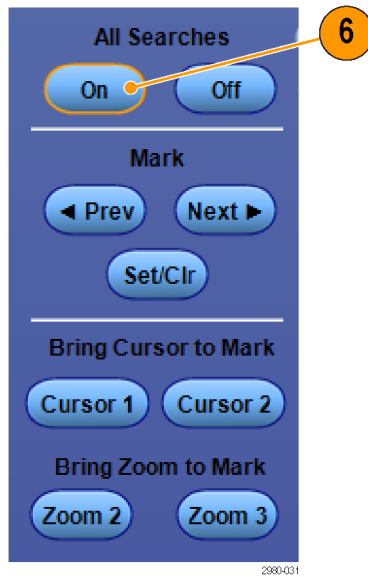 All Searches
6
On Off
Mark
◄ Prev Next ►
Set/Clr
Bring Cursor to Mark
Cursor 1 Cursor 2
Bring Zoom to Mark
Zoom 2 Zoom 3
2980-031